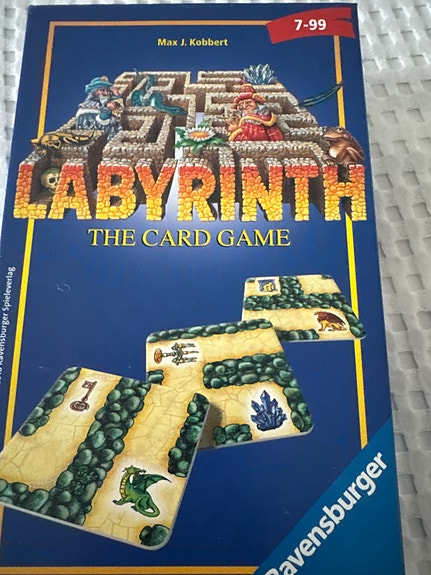 Max J. Kobbert
7-99
LABYRINTH
THE CARD GAME
Ravensburger Spieleverlag
Ravensburger